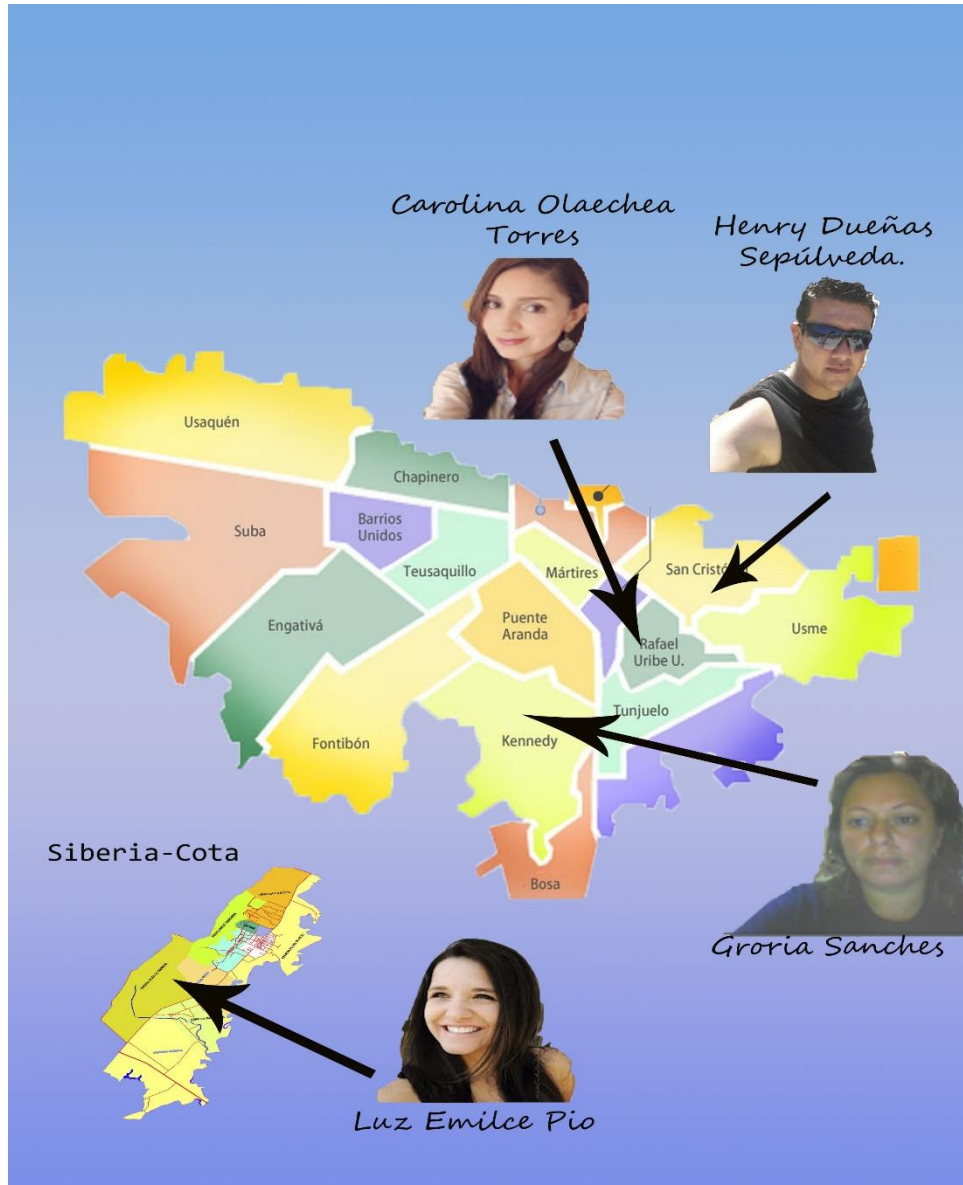 Carolina Olaechea
Torres
Henry Dueñas
Sepúlveda.
Usaquén
Chapinero
Suba
Barrios
Unidos
Teusaquillo
Mártires
San Cristó
Engativá
Puente
Aranda
Rafael
Uribe U.
Usme
Tunjuelo
Fontibón
Kennedy
Bosa
Siberia-Cota
Groria Sanches
Luz Emilce Pio